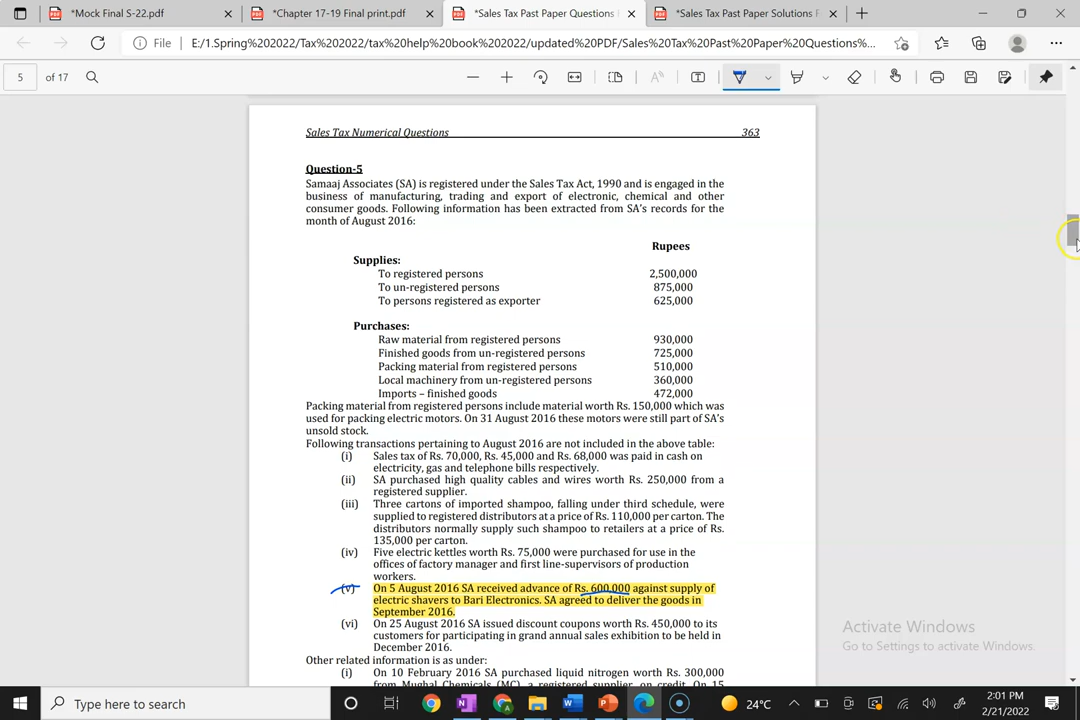 *Mock Final S-22.pdf
*Chapter 17-19 Final print.pdf
*Sales Tax Past Paper Questions
*Sales Tax Past Paper Solutions
File
E:/1.Spring%202022/Tax%202022/tax%20help%20book%202022/updated%20PDF/Sales%20Tax%20Past%20Paper%20Questions%...
5 of 17
Sales Tax Numerical Questions 363
Question-5
Samaaj Associates (SA) is registered under the Sales Tax Act, 1990 and is engaged in the
business of manufacturing, trading and export of electronic, chemical and other
consumer goods. Following information has been extracted from SA's records for the
month of August 2016:
Rupees
Supplies:
To registered persons 2,500,000
To un-registered persons 875,000
To persons registered as exporter 625,000
Purchases:
Raw material from registered persons 930,000
Finished goods from un-registered persons 725,000
Packing material from registered persons 510,000
Local machinery from un-registered persons 360,000
Imports – finished goods 472,000
Packing material from registered persons include material worth Rs. 150,000 which was
used for packing electric motors. On 31 August 2016 these motors were still part of SA's
unsold stock.
Following transactions pertaining to August 2016 are not included in the above table:
(i) Sales tax of Rs. 70,000, Rs. 45,000 and Rs. 68,000 was paid in cash on
electricity, gas and telephone bills respectively.
(ii) SA purchased high quality cables and wires worth Rs. 250,000 from a
registered supplier.
(iii) Three cartons of imported shampoo, falling under third schedule, were
supplied to registered distributors at a price of Rs. 110,000 per carton. The
distributors normally supply such shampoo to retailers at a price of Rs.
135,000 per carton.
(iv) Five electric kettles worth Rs. 75,000 were purchased for use in the
offices of factory manager and first line-supervisors of production
workers.
(v) On 5 August 2016 SA received advance of Rs. 600,000 against supply of
electric shavers to Bari Electronics. SA agreed to deliver the goods in
September 2016.
(vi) On 25 August 2016 SA issued discount coupons worth Rs. 450,000 to its
customers for participating in grand annual sales exhibition to be held in
December 2016.
Other related information is as under:
(i) On 10 February 2016 SA purchased liquid nitrogen worth Rs. 300,000
from Mughal Chemicals (MC), a registered supplier, on credit. On 15
Activate Windows
Go to Settings to activate Windows.
Type here to search
24°C
2:01 PM
2/21/2022